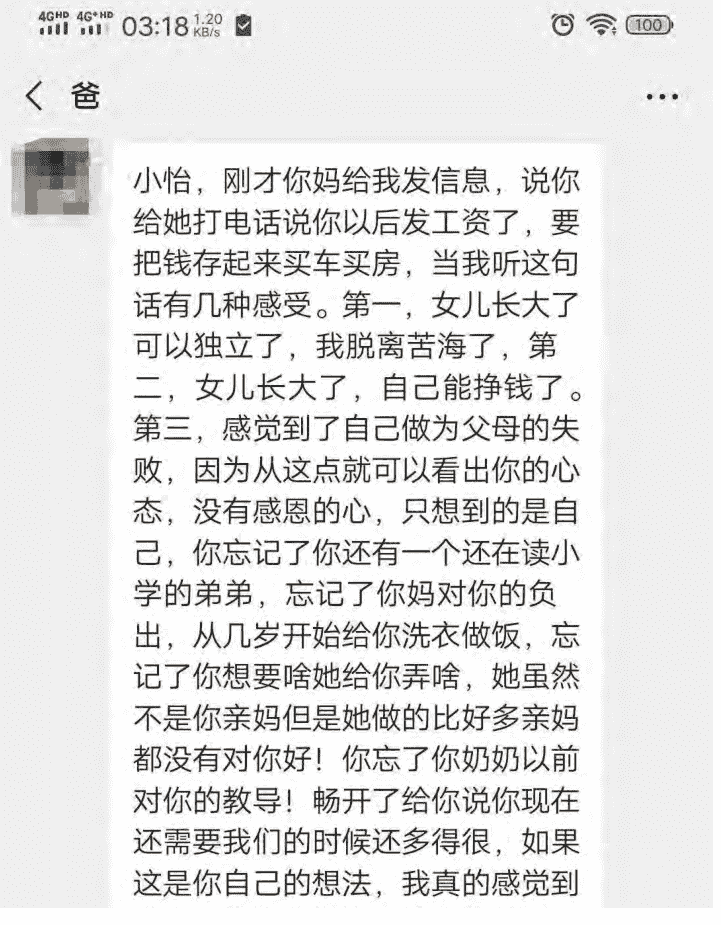 4GHD 4G+HD 03:18 1.20 KB/s 100
爸
小怡，刚才你妈给我发信息，说你
给她打电话说你以后发工资了，要
把钱存起来买车买房，当我听这句
话有几种感受。第一，女儿长大了
可以独立了，我脱离苦海了，第
二，女儿长大了，自己能挣钱了。
第三，感觉到了自己做为父母的失
败，因为从这点就可以看出你的心
态，没有感恩的心，只想到的是自
己，你忘记了你还有一个还在读小
学的弟弟，忘记了你妈对你的负
出，从几岁开始给你洗衣做饭，忘
记了你想要啥她给你弄啥，她虽然
不是你亲妈但是她做的比好多亲妈
都没有对你好！你忘了你奶奶以前
对你的教导！畅开了给你说你现在
还需要我们的时候还多得很，如果
这是你自己的想法，我真的感觉到